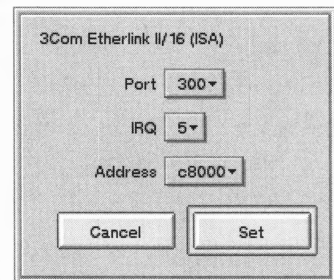 3Com Etherlink II/16 (ISA)
Port 300
IRQ 5
Address c8000
Cancel Set